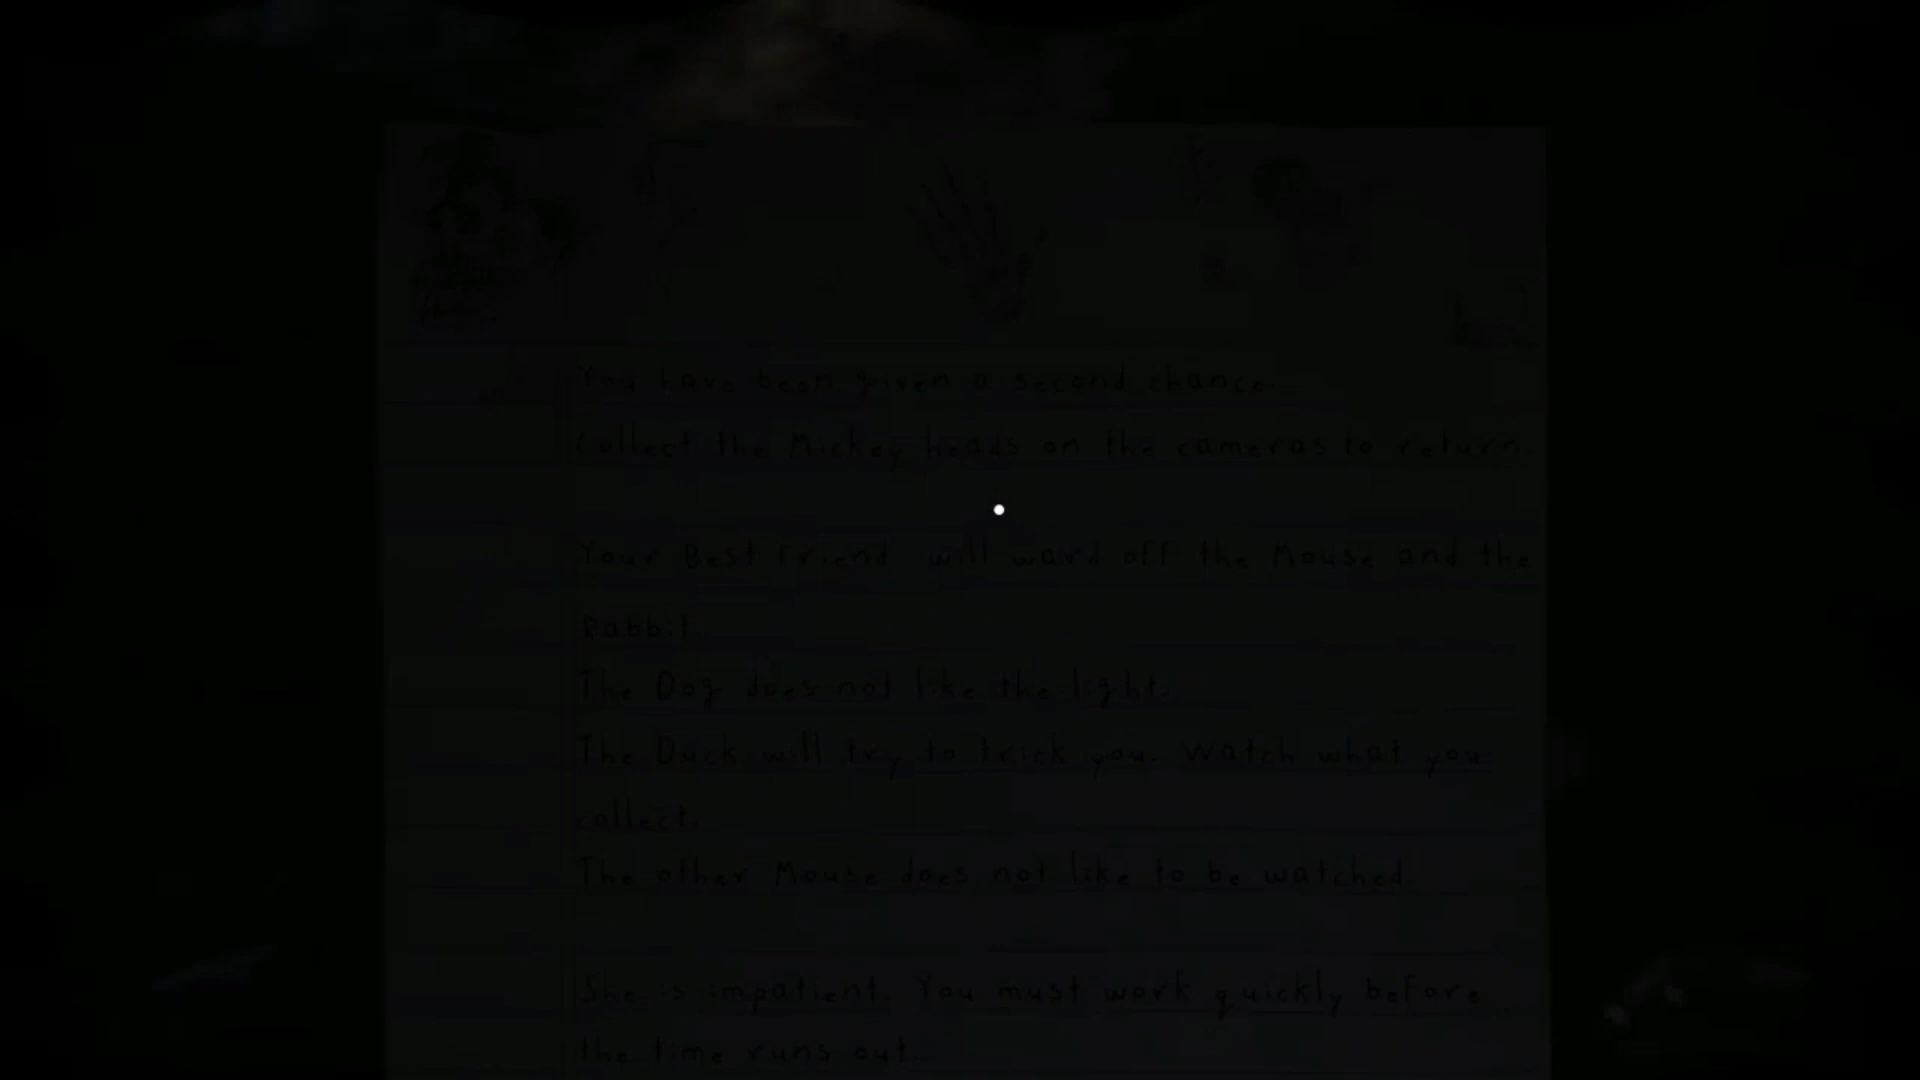 You have been given a second chance.
Collect the Mickey heads on the cameras to return.
Your Best Friend will ward off the Mouse and the
Rabbit.
The Dog does not like the light.
The Duck will try to trick you. Watch what you
collect.
The other Mouse does not like to be watched.
She is impatient. You must work quickly before
the time runs out.